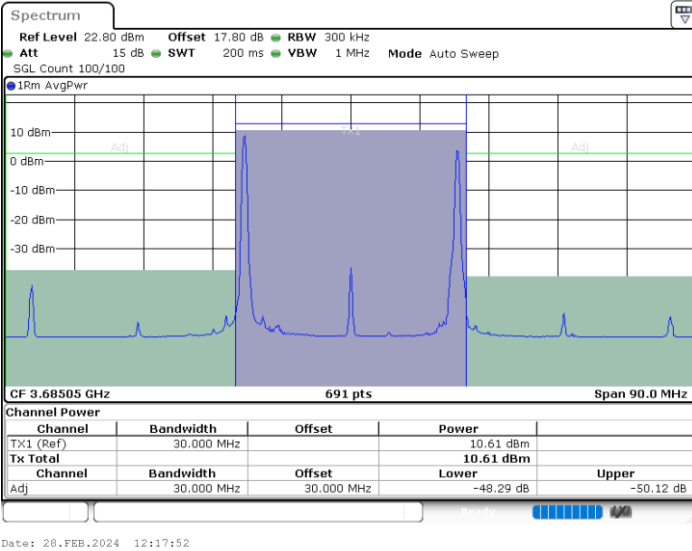 Spectrum
Ref Level 22.80 dBm Offset 17.80 dB RBW 300 kHz
Att 15 dB SWT 200 ms VBW 1 MHz Mode Auto Sweep
SGL Count 100/100
1Rm AvgPwr
TX1
10 dBm
Adj Adj
0 dBm
-10 dBm
-20 dBm
-30 dBm
CF 3.68505 GHz 691 pts Span 90.0 MHz
Channel Power
Channel Bandwidth Offset Power
TX1 (Ref) 30.000 MHz 10.61 dBm
Tx Total 10.61 dBm
Channel Bandwidth Offset Lower Upper
Adj 30.000 MHz 30.000 MHz -48.29 dB -50.12 dB
Ready
Date: 28.FEB.2024 12:17:52